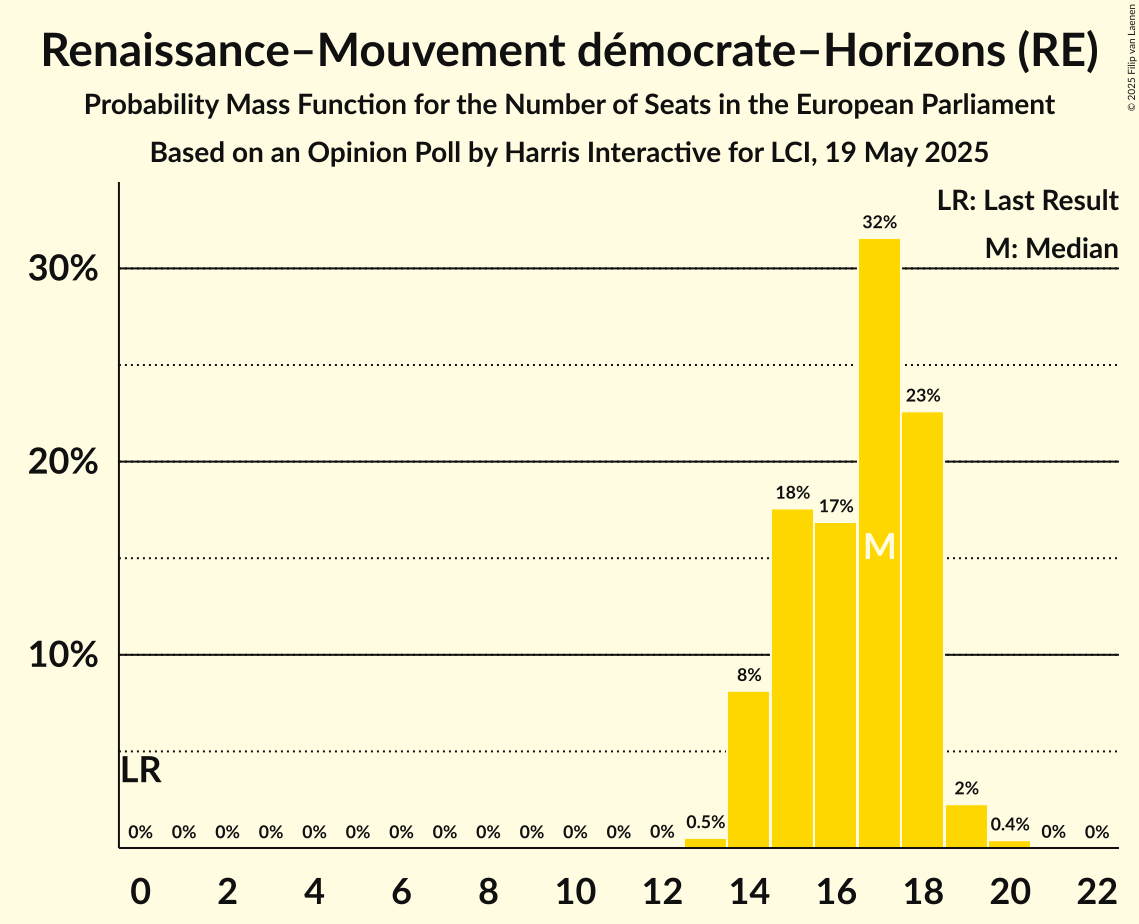 Renaissance–Mouvement démocrate–Horizons (RE)
Probability Mass Function for the Number of Seats in the European Parliament
Based on an Opinion Poll by Harris Interactive for LCI, 19 May 2025
© 2025 Filip van Laenen
LR: Last Result
M: Median
32%
30%
23%
20%
18%
17%
M
10%
8%
LR
2%
0% 0% 0% 0% 0% 0% 0% 0% 0% 0% 0% 0% 0% 0.5% 0.4% 0% 0%
0 2 4 6 8 10 12 14 16 18 20 22